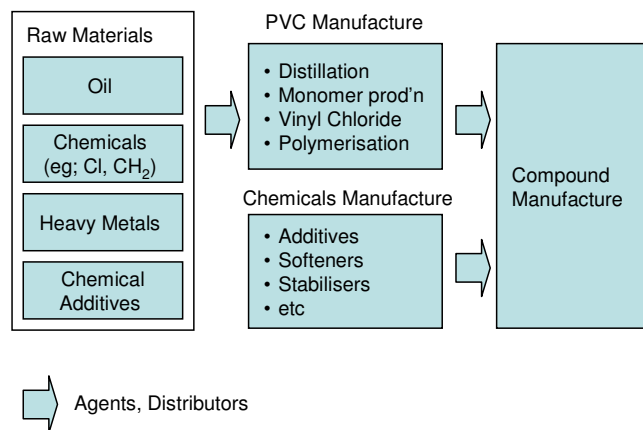 Raw Materials
Oil
Chemicals
(eg; Cl, CH₂)
Heavy Metals
Chemical
Additives
PVC Manufacture
• Distillation
• Monomer prod'n
• Vinyl Chloride
• Polymerisation
Chemicals Manufacture
• Additives
• Softeners
• Stabilisers
• etc
Compound
Manufacture
Agents, Distributors